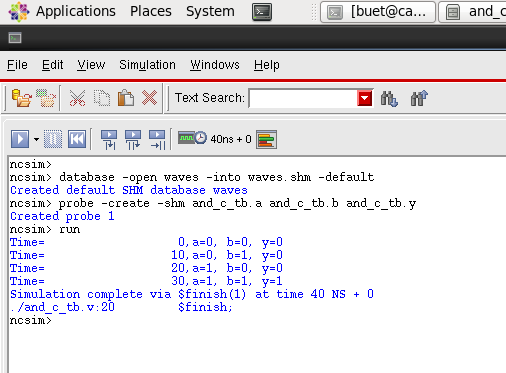 Applications Places System [buet@ca... and_c
File Edit View Simulation Windows Help
Text Search:
40ns + 0
ncsim>
ncsim> database -open waves -into waves.shm -default
Created default SHM database waves
ncsim> probe -create -shm and_c_tb.a and_c_tb.b and_c_tb.y
Created probe 1
ncsim> run
Time= 0,a=0, b=0, y=0
Time= 10,a=0, b=1, y=0
Time= 20,a=1, b=0, y=0
Time= 30,a=1, b=1, y=1
Simulation complete via $finish(1) at time 40 NS + 0
./and_c_tb.v:20 $finish;
ncsim>